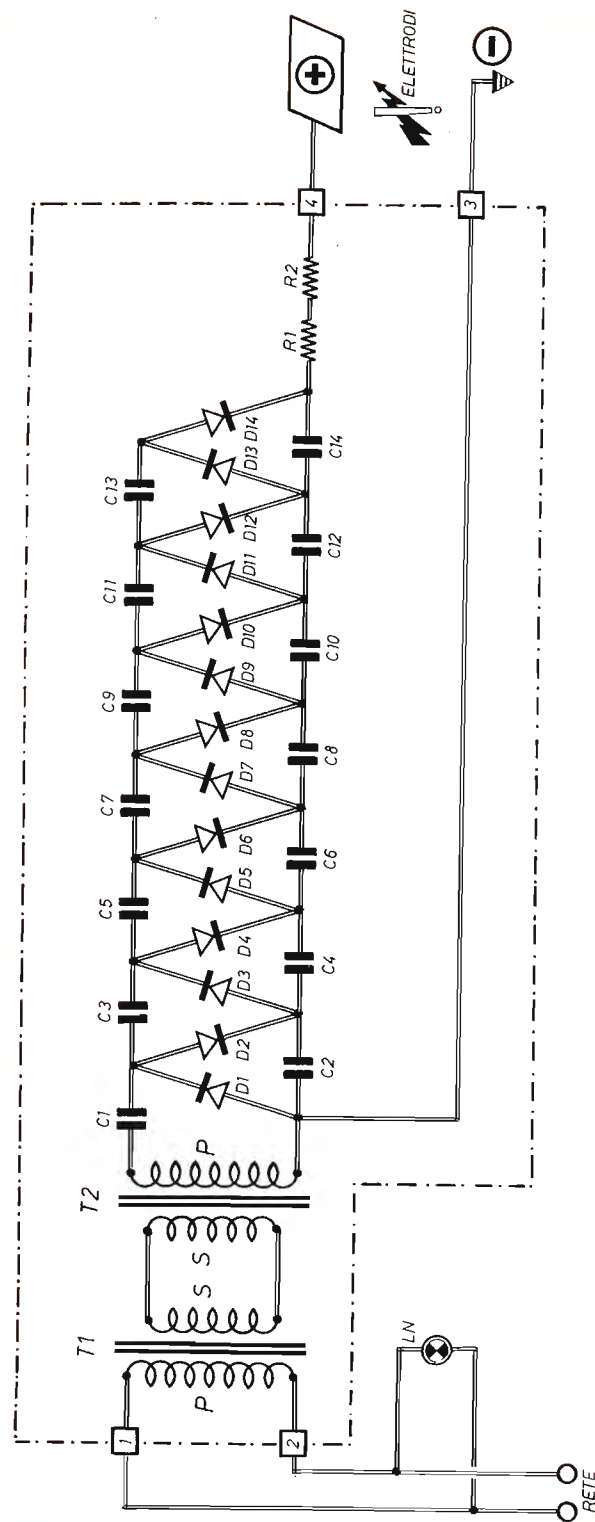 RETE
LN
1
2
T1
P
S
S
T2
P
C1
C3
C5
C7
C9
C11
C13
D1
D2
D3
D4
D5
D6
D7
D8
D9
D10
D11
D12
D13
D14
C2
C4
C6
C8
C10
C12
C14
R1
R2
4
3
+
−
ELETTRODI